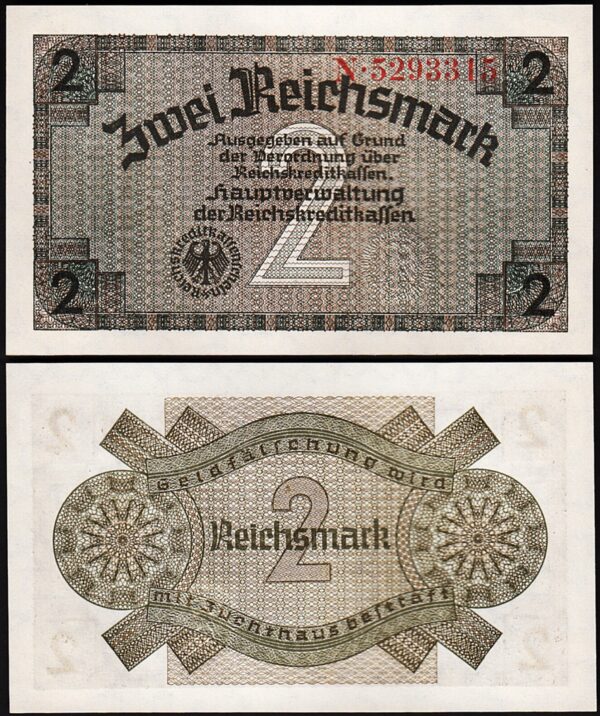 2 2
N·5293315
Zwei Reichsmark
Ausgegeben auf Grund
der Verordnung über
Reichskreditkassen.
Hauptverwaltung
der Reichskreditkassen
2
2 2
Geldfälschung wird
2
Reichsmark
mit Zuchthaus bestraft